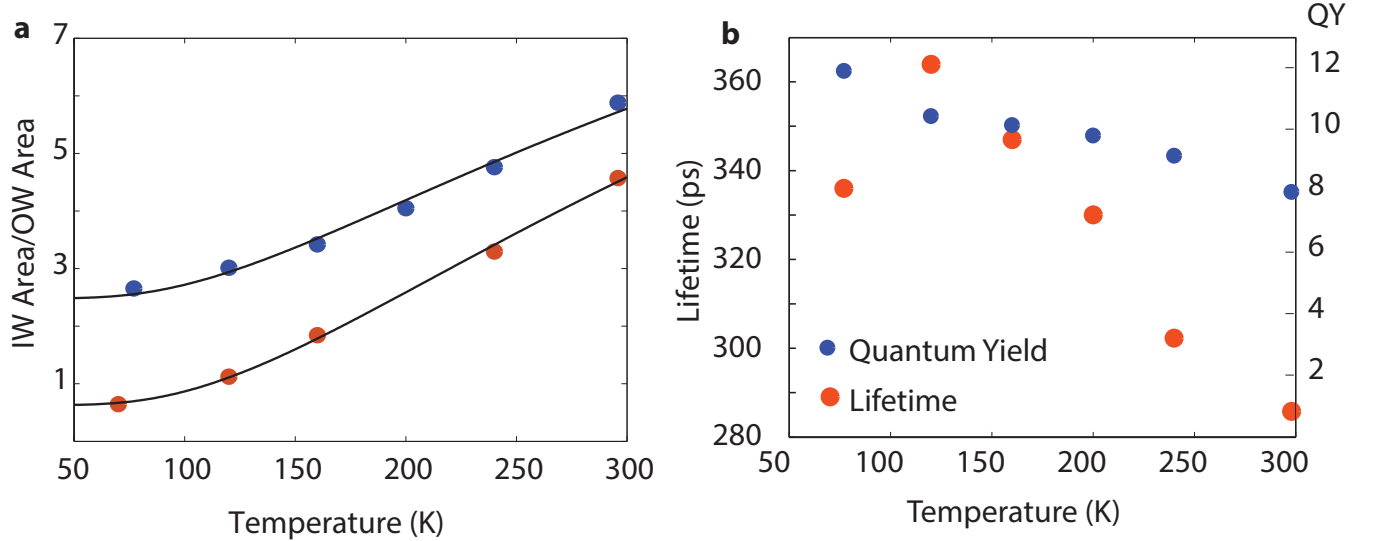 a
7
5
3
1
IW Area/OW Area
50 100 150 200 250 300
Temperature (K)
b
QY
360
340
320
300
280
Lifetime (ps)
12
10
8
6
4
2
Quantum Yield
Lifetime
50 100 150 200 250 300
Temperature (K)